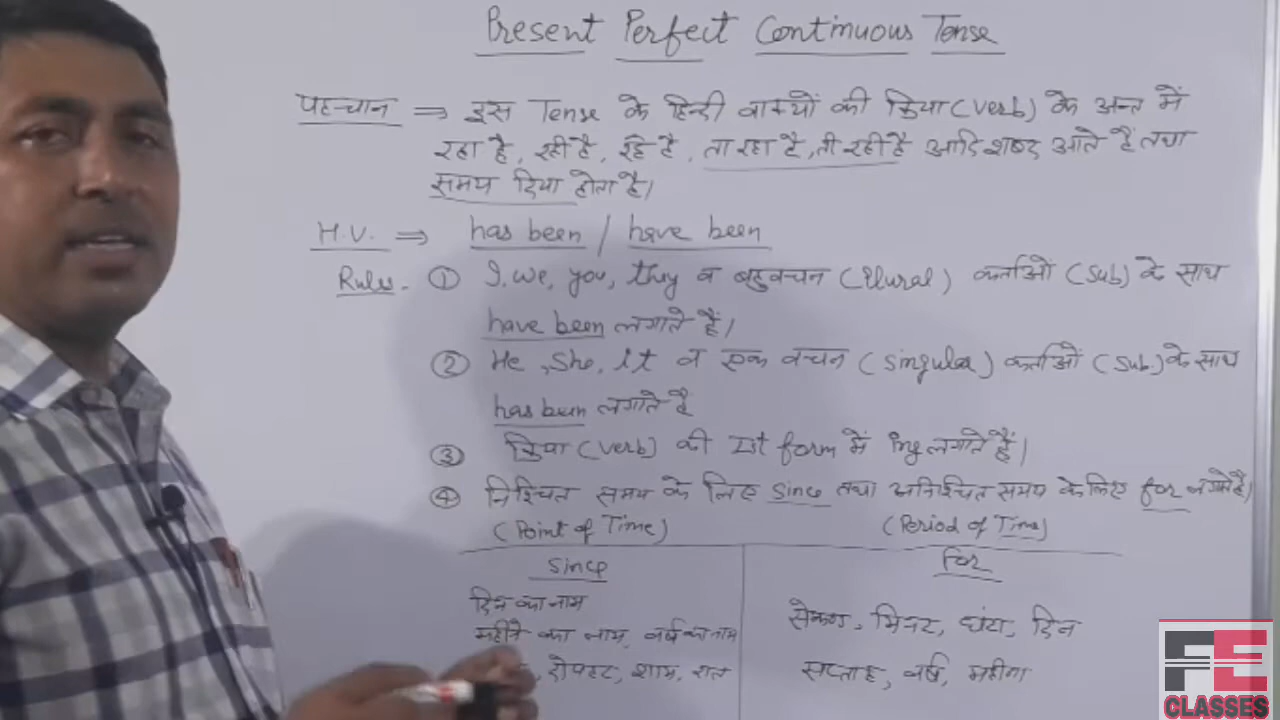 Present Perfect Continuous Tense
पहचान ⇒ इस Tense के हिन्दी वाक्यों की क्रिया (Verb) के अन्त में
रहा है, रही है, रहे है, ता रहा है, ती रही है आदि शब्द आते हैं तथा
समय दिया होता है।
H.V. ⇒ has been / have been
Rules. ① I, we, you, they व बहुवचन (Plural) कर्ताओं (Sub) के साथ
have been लगाते हैं।
② He, She, It व एक वचन (Singular) कर्ताओं (Sub.) के साथ
has been लगाते है
③ क्रिया (Verb) की Ist form में ing लगाते हैं।
④ निश्चित समय के लिए Since तथा अनिश्चित समय के लिए for लगाते हैं।
(Point of Time) (Period of Time)
Since For
दिन का नाम
महीने का नाम, वर्ष का नाम
, दोपहर, शाम, रात
सेकण्ड, मिनट, घंटा, दिन
सप्ताह, वर्ष, महीना
FE
CLASSES